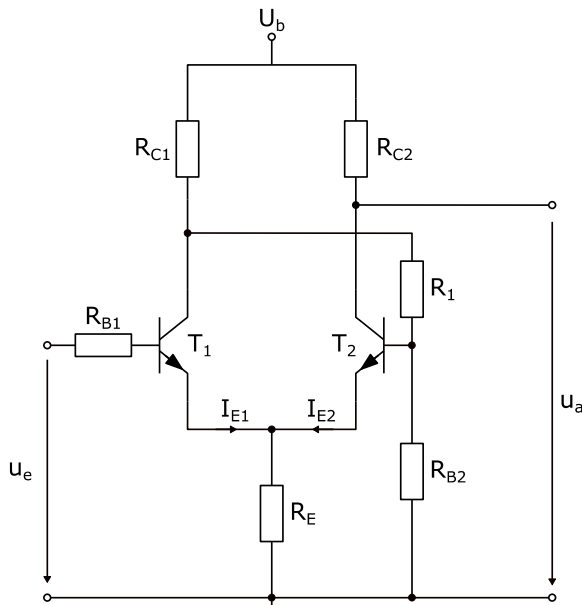 U_b
R_C1
R_C2
R_1
R_B1
T_1
T_2
I_E1
I_E2
u_a
u_e
R_B2
R_E